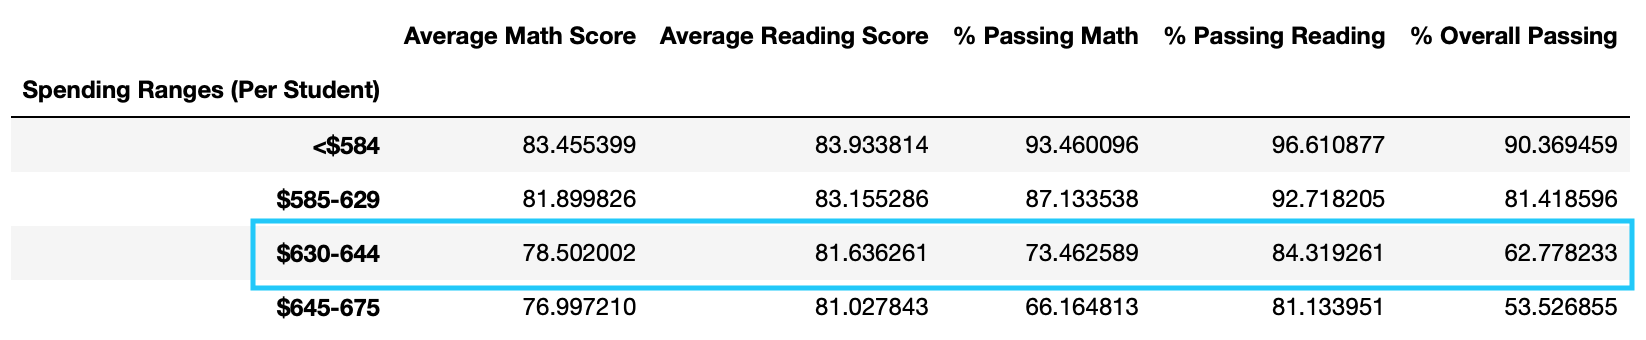 Average Math Score Average Reading Score % Passing Math % Passing Reading % Overall Passing
Spending Ranges (Per Student)
<$584 83.455399 83.933814 93.460096 96.610877 90.369459
$585-629 81.899826 83.155286 87.133538 92.718205 81.418596
$630-644 78.502002 81.636261 73.462589 84.319261 62.778233
$645-675 76.997210 81.027843 66.164813 81.133951 53.526855